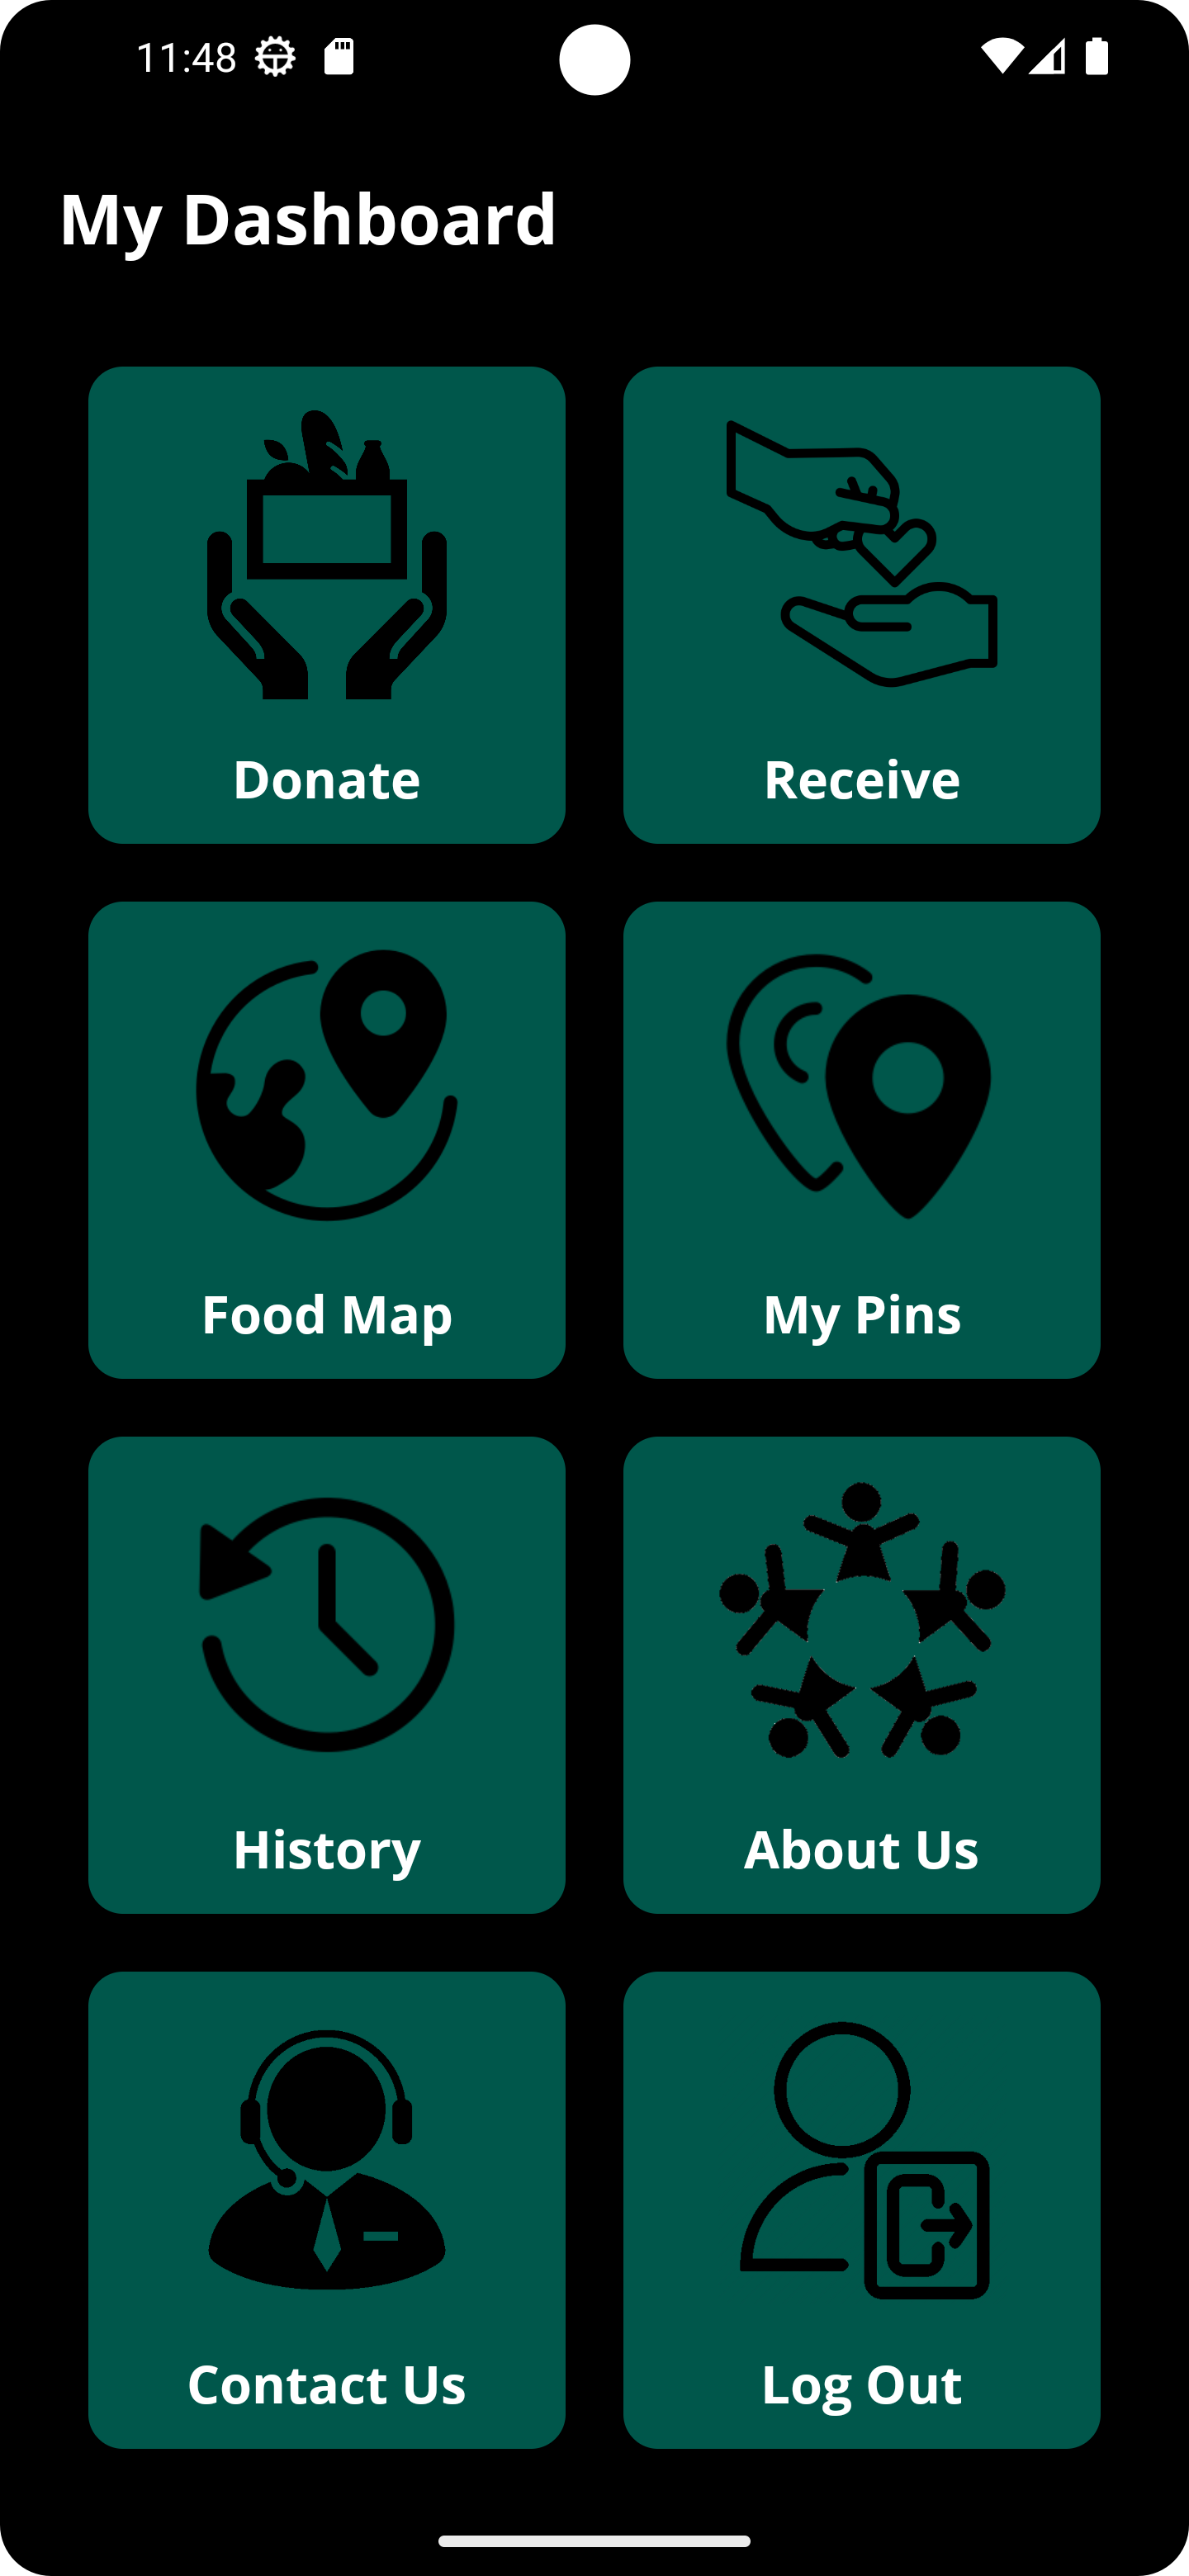 11:48
My Dashboard
Donate
Receive
Food Map
My Pins
History
About Us
Contact Us
Log Out